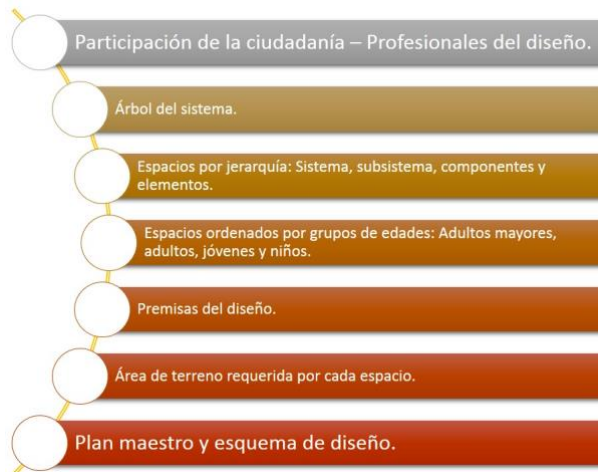 Participación de la ciudadanía – Profesionales del diseño.
Árbol del sistema.
Espacios por jerarquía: Sistema, subsistema, componentes y
elementos.
Espacios ordenados por grupos de edades: Adultos mayores,
adultos, jóvenes y niños.
Premisas del diseño.
Área de terreno requerida por cada espacio.
Plan maestro y esquema de diseño.